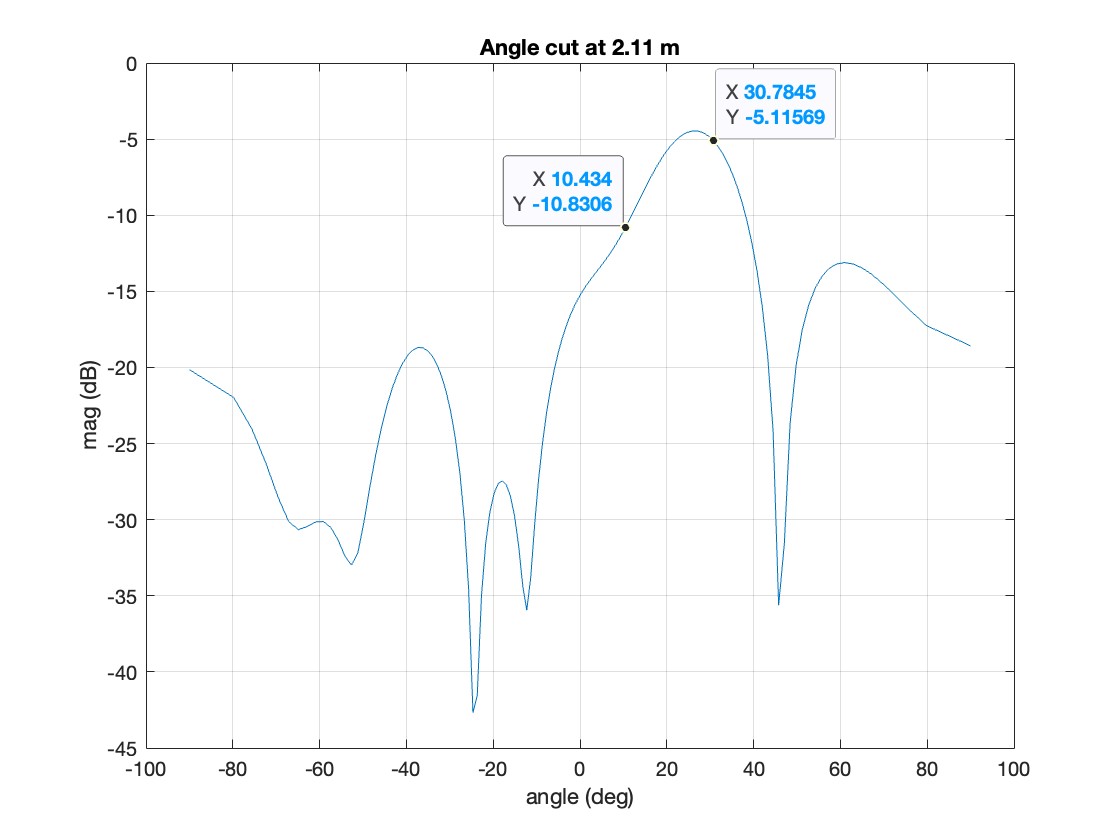 Angle cut at 2.11 m
X 30.7845
Y -5.11569
X 10.434
Y -10.8306
0
-5
-10
-15
-20
-25
-30
-35
-40
-45
mag (dB)
-100 -80 -60 -40 -20 0 20 40 60 80 100
angle (deg)